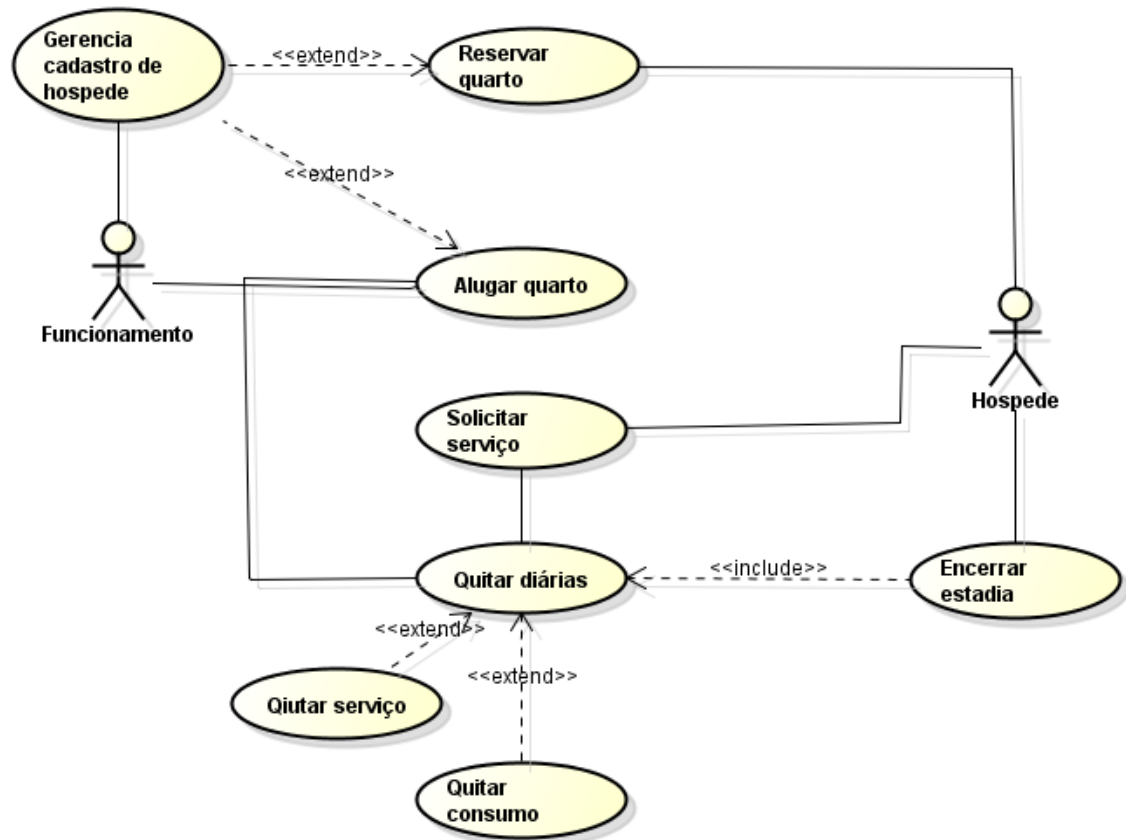 Gerencia
cadastro de
hospede
<<extend>>
Reservar
quarto
<<extend>>
Alugar quarto
Funcionamento
Hospede
Solicitar
serviço
Quitar diárias
<<include>>
Encerrar
estadia
<<extend>>
<<extend>>
Qiutar serviço
Quitar
consumo